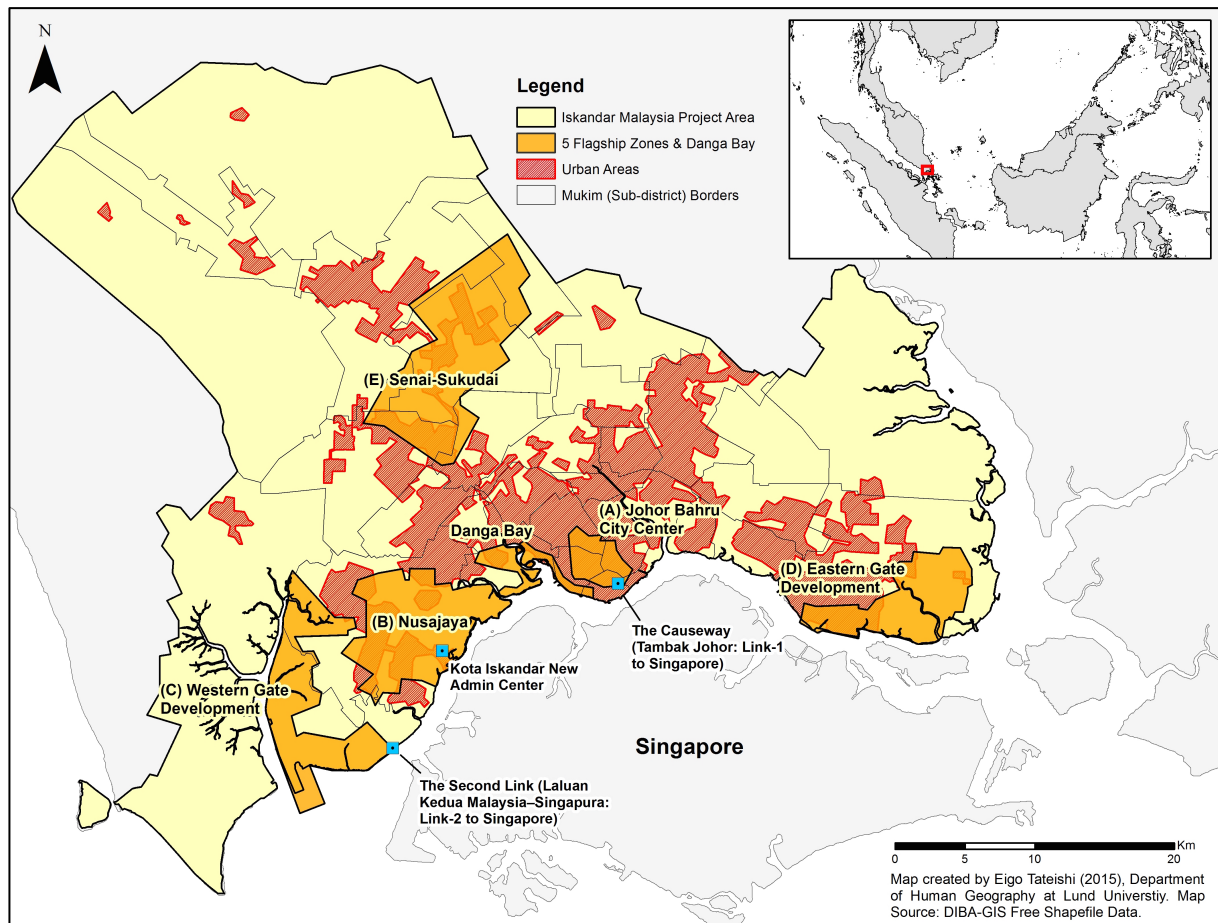 N
Legend
Iskandar Malaysia Project Area
5 Flagship Zones & Danga Bay
Urban Areas
Mukim (Sub-district) Borders
(E) Senai-Sukudai
(A) Johor Bahru
City Center
Danga Bay
(D) Eastern Gate
Development
(B) Nusajaya
The Causeway
(Tambak Johor: Link-1
to Singapore)
Kota Iskandar New
Admin Center
(C) Western Gate
Development
Singapore
The Second Link (Laluan
Kedua Malaysia–Singapura:
Link-2 to Singapore)
Km
0 5 10 20
Map created by Eigo Tateishi (2015), Department
of Human Geography at Lund Universtiy. Map
Source: DIBA-GIS Free Shapefile Data.